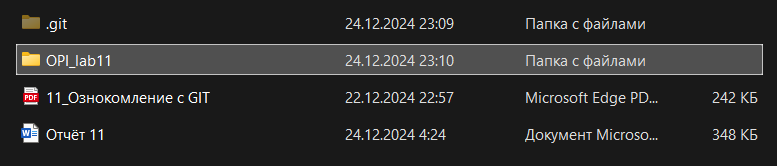 .git 24.12.2024 23:09 Папка с файлами
OPI_lab11 24.12.2024 23:10 Папка с файлами
PDF 11_Ознокомление с GIT 22.12.2024 22:57 Microsoft Edge PD... 242 КБ
W Отчёт 11 24.12.2024 4:24 Документ Microso... 348 КБ